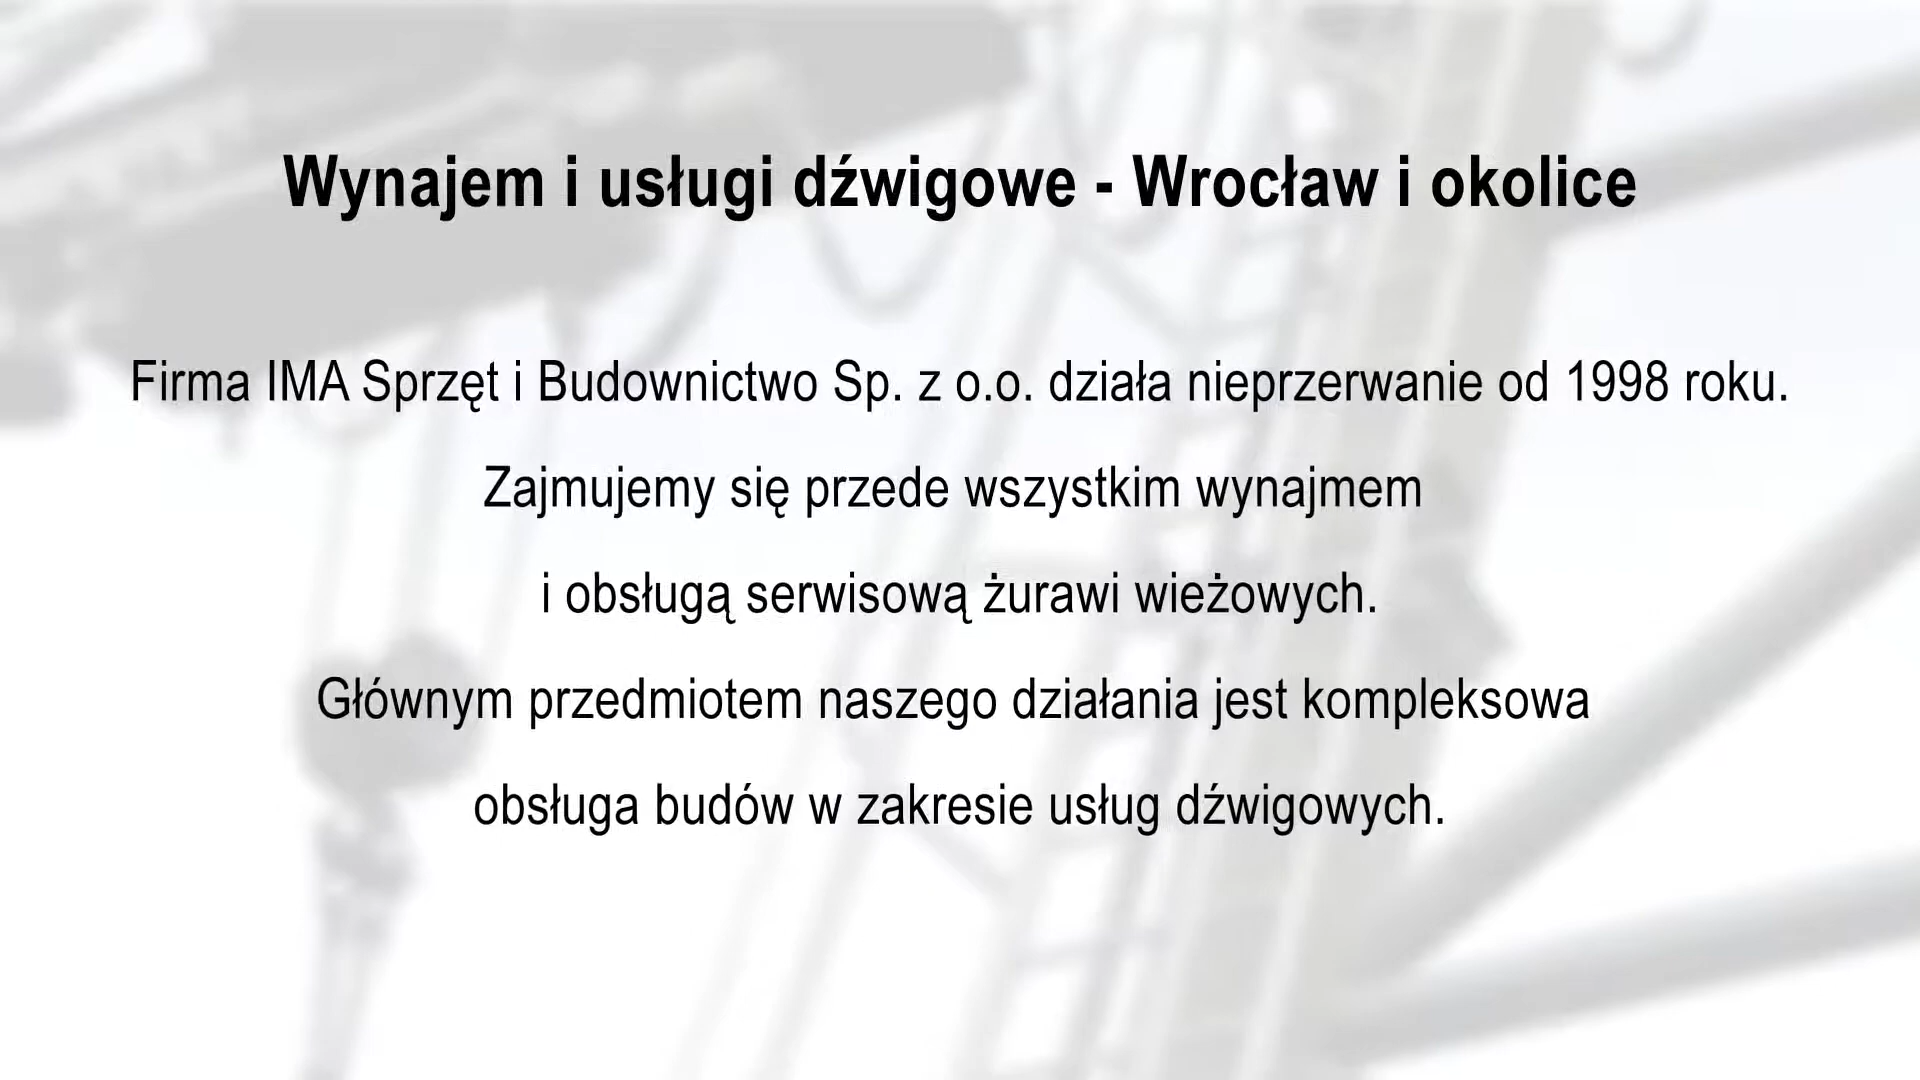 Wynajem i usługi dźwigowe - Wrocław i okolice
Firma IMA Sprzęt i Budownictwo Sp. z o.o. działa nieprzerwanie od 1998 roku.
Zajmujemy się przede wszystkim wynajmem
i obsługą serwisową żurawi wieżowych.
Głównym przedmiotem naszego działania jest kompleksowa
obsługa budów w zakresie usług dźwigowych.